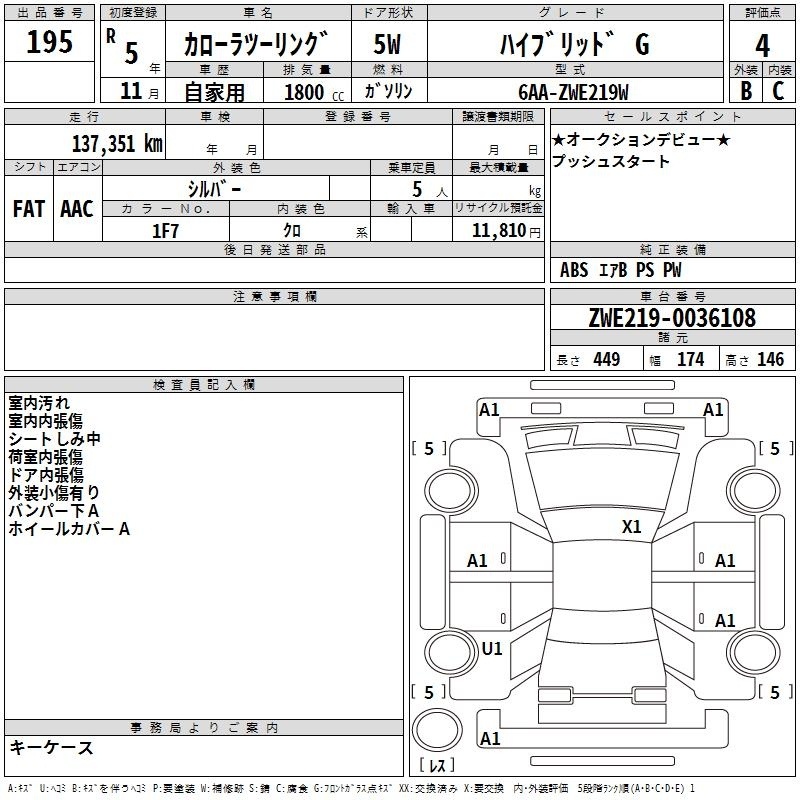 出品番号
195
初度登録
R 5 年
11 月
車名
カローラツーリング
ドア形状
5W
グレード
ハイブリッド G
評価点
4
車歴
自家用
排気量
1800 CC
燃料
ガソリン
型式
6AA-ZWE219W
外装 内装
B C
走行
137,351 km
車検
年 月
登録番号
譲渡書類期限
月 日
セールスポイント
★オークションデビュー★
プッシュスタート
シフト
FAT
エアコン
AAC
外装色
シルバー
乗車定員
5 人
最大積載量
kg
カラーNo.
1F7
内装色
クロ 系
輸入車
リサイクル預託金
11,810 円
後日発送部品
純正装備
ABS エアB PS PW
注意事項欄
車台番号
ZWE219-0036108
諸元
長さ 449 幅 174 高さ 146
検査員記入欄
室内汚れ
室内内張傷
シートしみ中
荷室内張傷
ドア内張傷
外装小傷有り
バンパー下A
ホイールカバーA
事務局よりご案内
キーケース
A1 A1
[ 5 ] [ 5 ]
X1
A1 A1
A1
U1
[ 5 ] [ 5 ]
A1
[ レス ]
A:キズ U:ヘコミ B:キズを伴うヘコミ P:要塗装 W:補修跡 S:錆 C:腐食 G:フロントガラス点キズ XX:交換済み X:要交換 内・外装評価 5段階ランク順(A・B・C・D・E) 1